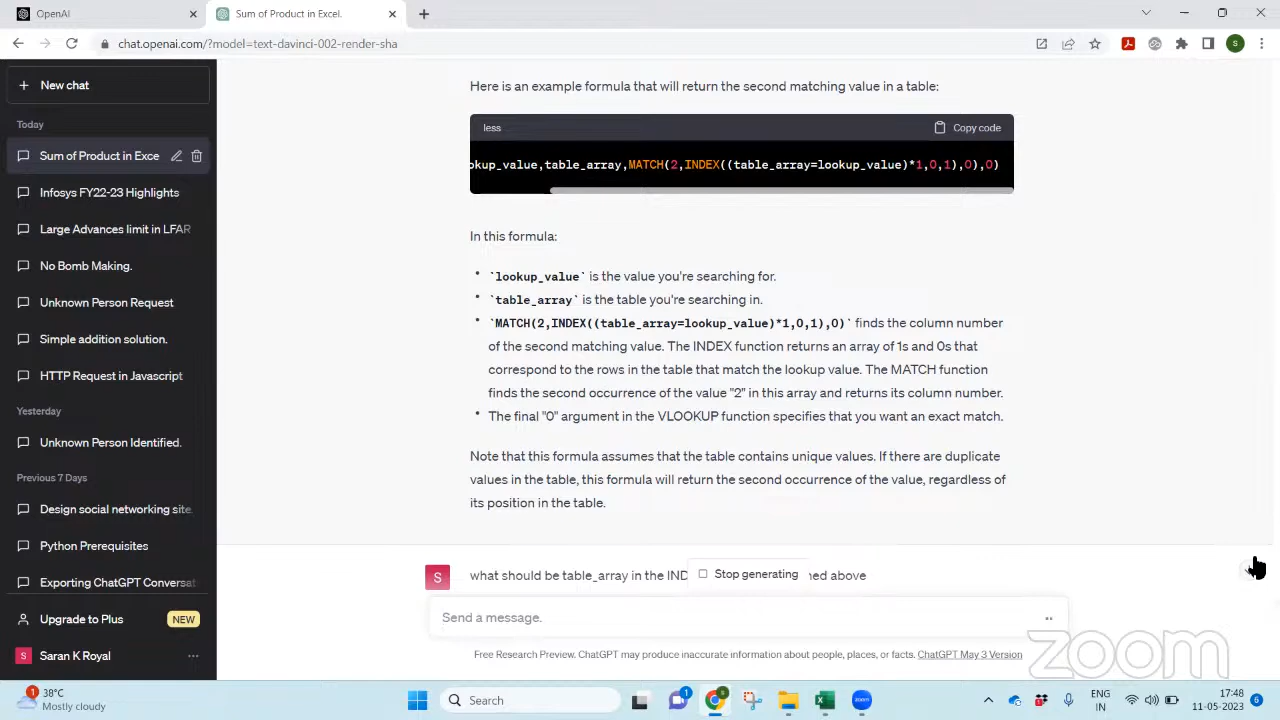 OpenAI
Sum of Product in Excel.
chat.openai.com/?model=text-davinci-002-render-sha
S
New chat
Today
Sum of Product in Exce
Infosys FY22-23 Highlights
Large Advances limit in LFAR
No Bomb Making.
Unknown Person Request
Simple addition solution.
HTTP Request in Javascript
Yesterday
Unknown Person Identified.
Previous 7 Days
Design social networking site.
Python Prerequisites
Exporting ChatGPT Conversat
Upgrade to Plus
NEW
S
Saran K Royal
Here is an example formula that will return the second matching value in a table:
less
Copy code
okup_value,table_array,MATCH(2,INDEX((table_array=lookup_value)*1,0,1),0),0)
In this formula:
• `lookup_value` is the value you're searching for.
• `table_array` is the table you're searching in.
• `MATCH(2,INDEX((table_array=lookup_value)*1,0,1),0)` finds the column number
of the second matching value. The INDEX function returns an array of 1s and 0s that
correspond to the rows in the table that match the lookup value. The MATCH function
finds the second occurrence of the value "2" in this array and returns its column number.
• The final "0" argument in the VLOOKUP function specifies that you want an exact match.
Note that this formula assumes that the table contains unique values. If there are duplicate
values in the table, this formula will return the second occurrence of the value, regardless of
its position in the table.
S
what should be table_array in the IND
Stop generating
ned above
Send a message.
Free Research Preview. ChatGPT may produce inaccurate information about people, places, or facts. ChatGPT May 3 Version
zoom
1
38°C
Mostly cloudy
Search
1
S
zoom
ENG
IN
17:48
11-05-2023
6